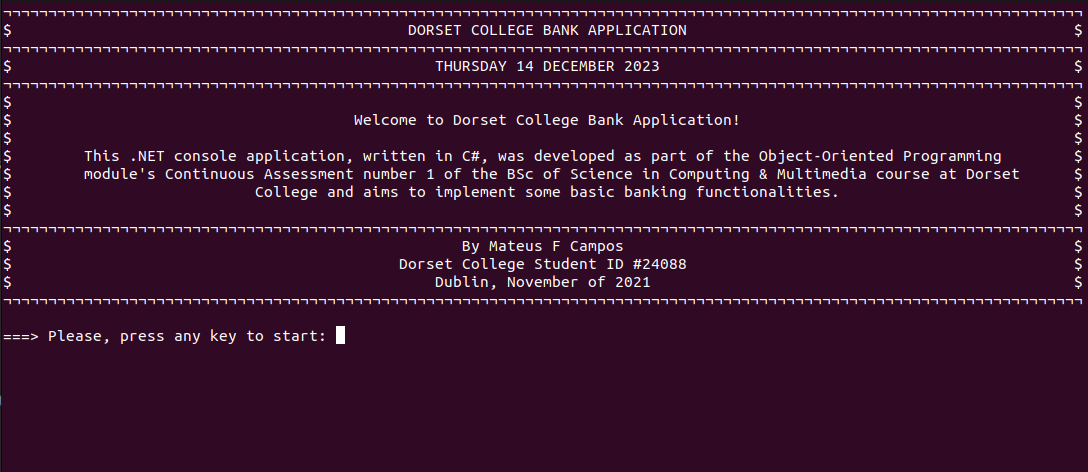 ¬¬¬¬¬¬¬¬¬¬¬¬¬¬¬¬¬¬¬¬¬¬¬¬¬¬¬¬¬¬¬¬¬¬¬¬¬¬¬¬¬¬¬¬¬¬¬¬¬¬¬¬¬¬¬¬¬¬¬¬¬¬¬¬¬¬¬¬¬¬¬¬¬¬¬¬¬¬¬¬¬¬¬¬¬¬¬¬¬¬¬¬¬¬¬¬¬¬¬¬¬¬¬¬¬¬¬¬¬¬¬¬¬¬¬¬¬¬¬¬
$ DORSET COLLEGE BANK APPLICATION $
¬¬¬¬¬¬¬¬¬¬¬¬¬¬¬¬¬¬¬¬¬¬¬¬¬¬¬¬¬¬¬¬¬¬¬¬¬¬¬¬¬¬¬¬¬¬¬¬¬¬¬¬¬¬¬¬¬¬¬¬¬¬¬¬¬¬¬¬¬¬¬¬¬¬¬¬¬¬¬¬¬¬¬¬¬¬¬¬¬¬¬¬¬¬¬¬¬¬¬¬¬¬¬¬¬¬¬¬¬¬¬¬¬¬¬¬¬¬¬¬
$ THURSDAY 14 DECEMBER 2023 $
¬¬¬¬¬¬¬¬¬¬¬¬¬¬¬¬¬¬¬¬¬¬¬¬¬¬¬¬¬¬¬¬¬¬¬¬¬¬¬¬¬¬¬¬¬¬¬¬¬¬¬¬¬¬¬¬¬¬¬¬¬¬¬¬¬¬¬¬¬¬¬¬¬¬¬¬¬¬¬¬¬¬¬¬¬¬¬¬¬¬¬¬¬¬¬¬¬¬¬¬¬¬¬¬¬¬¬¬¬¬¬¬¬¬¬¬¬¬¬¬
$ $
$ Welcome to Dorset College Bank Application! $
$ $
$ This .NET console application, written in C#, was developed as part of the Object-Oriented Programming $
$ module's Continuous Assessment number 1 of the BSc of Science in Computing & Multimedia course at Dorset $
$ College and aims to implement some basic banking functionalities. $
$ $
¬¬¬¬¬¬¬¬¬¬¬¬¬¬¬¬¬¬¬¬¬¬¬¬¬¬¬¬¬¬¬¬¬¬¬¬¬¬¬¬¬¬¬¬¬¬¬¬¬¬¬¬¬¬¬¬¬¬¬¬¬¬¬¬¬¬¬¬¬¬¬¬¬¬¬¬¬¬¬¬¬¬¬¬¬¬¬¬¬¬¬¬¬¬¬¬¬¬¬¬¬¬¬¬¬¬¬¬¬¬¬¬¬¬¬¬¬¬¬¬
$ By Mateus F Campos $
$ Dorset College Student ID #24088 $
$ Dublin, November of 2021 $
¬¬¬¬¬¬¬¬¬¬¬¬¬¬¬¬¬¬¬¬¬¬¬¬¬¬¬¬¬¬¬¬¬¬¬¬¬¬¬¬¬¬¬¬¬¬¬¬¬¬¬¬¬¬¬¬¬¬¬¬¬¬¬¬¬¬¬¬¬¬¬¬¬¬¬¬¬¬¬¬¬¬¬¬¬¬¬¬¬¬¬¬¬¬¬¬¬¬¬¬¬¬¬¬¬¬¬¬¬¬¬¬¬¬¬¬¬¬¬¬
===> Please, press any key to start: